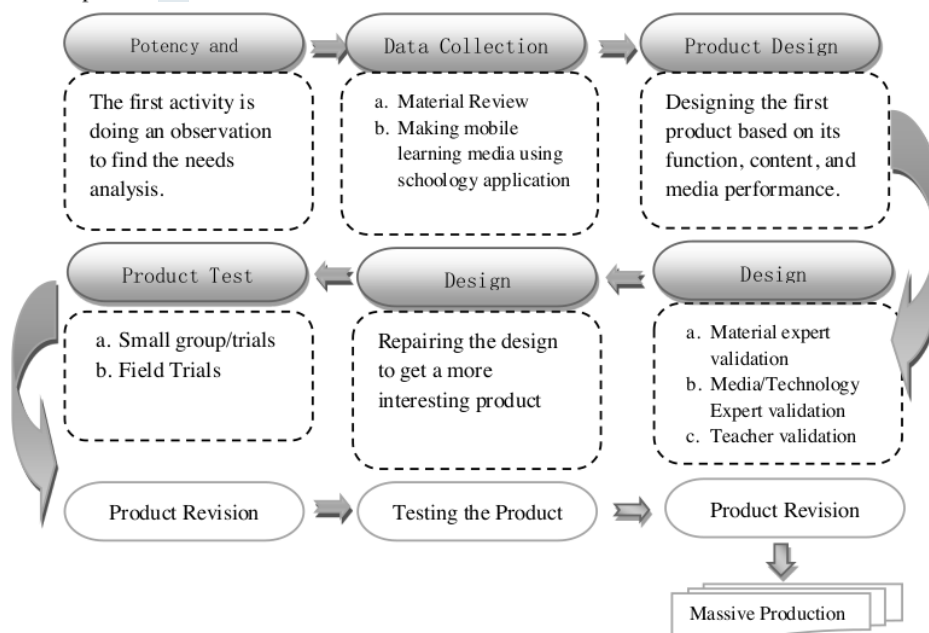 Potency and
The first activity is
doing an observation
to find the needs
analysis.
Data Collection
a. Material Review
b. Making mobile
learning media using
schoology application
Product Design
Designing the first
product based on its
function, content, and
media performance.
Design
a. Material expert
validation
b. Media/Technology
Expert validation
c. Teacher validation
Design
Repairing the design
to get a more
interesting product
Product Test
a. Small group/trials
b. Field Trials
Product Revision
Testing the Product
Product Revision
Massive Production